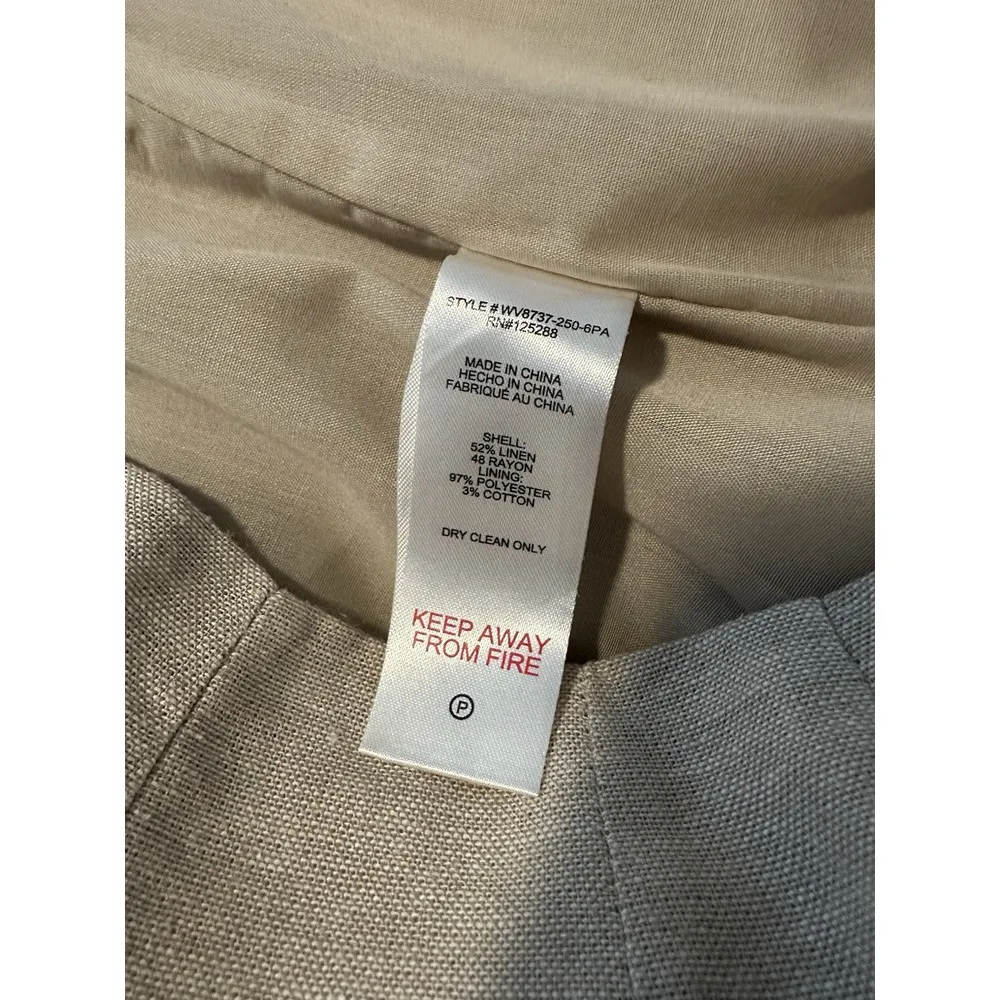 STYLE # WV8737-250-6PA
RN#125288
MADE IN CHINA
HECHO IN CHINA
FABRIQUÉ AU CHINA
SHELL:
52% LINEN
48 RAYON
LINING:
97% POLYESTER
3% COTTON
DRY CLEAN ONLY
KEEP AWAY
FROM FIRE
P